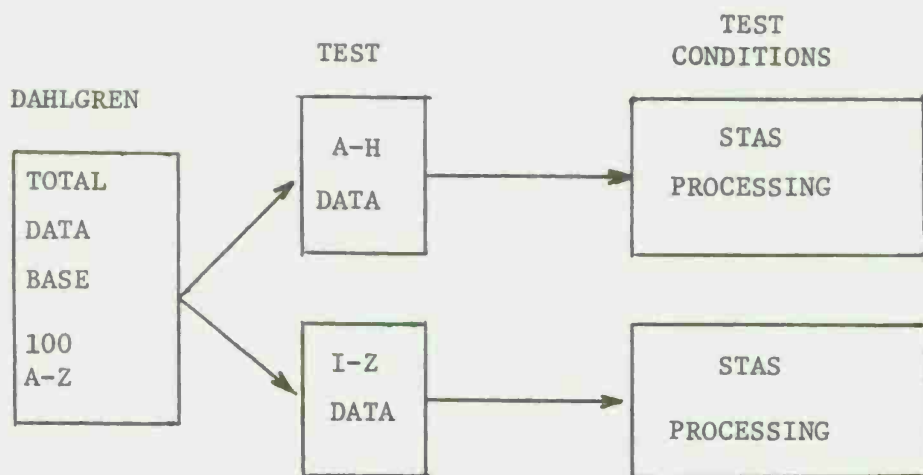 TEST
TEST
CONDITIONS
DAHLGREN
TOTAL
DATA
BASE
100
A-Z
A-H
DATA
STAS
PROCESSING
I-Z
DATA
STAS
PROCESSING